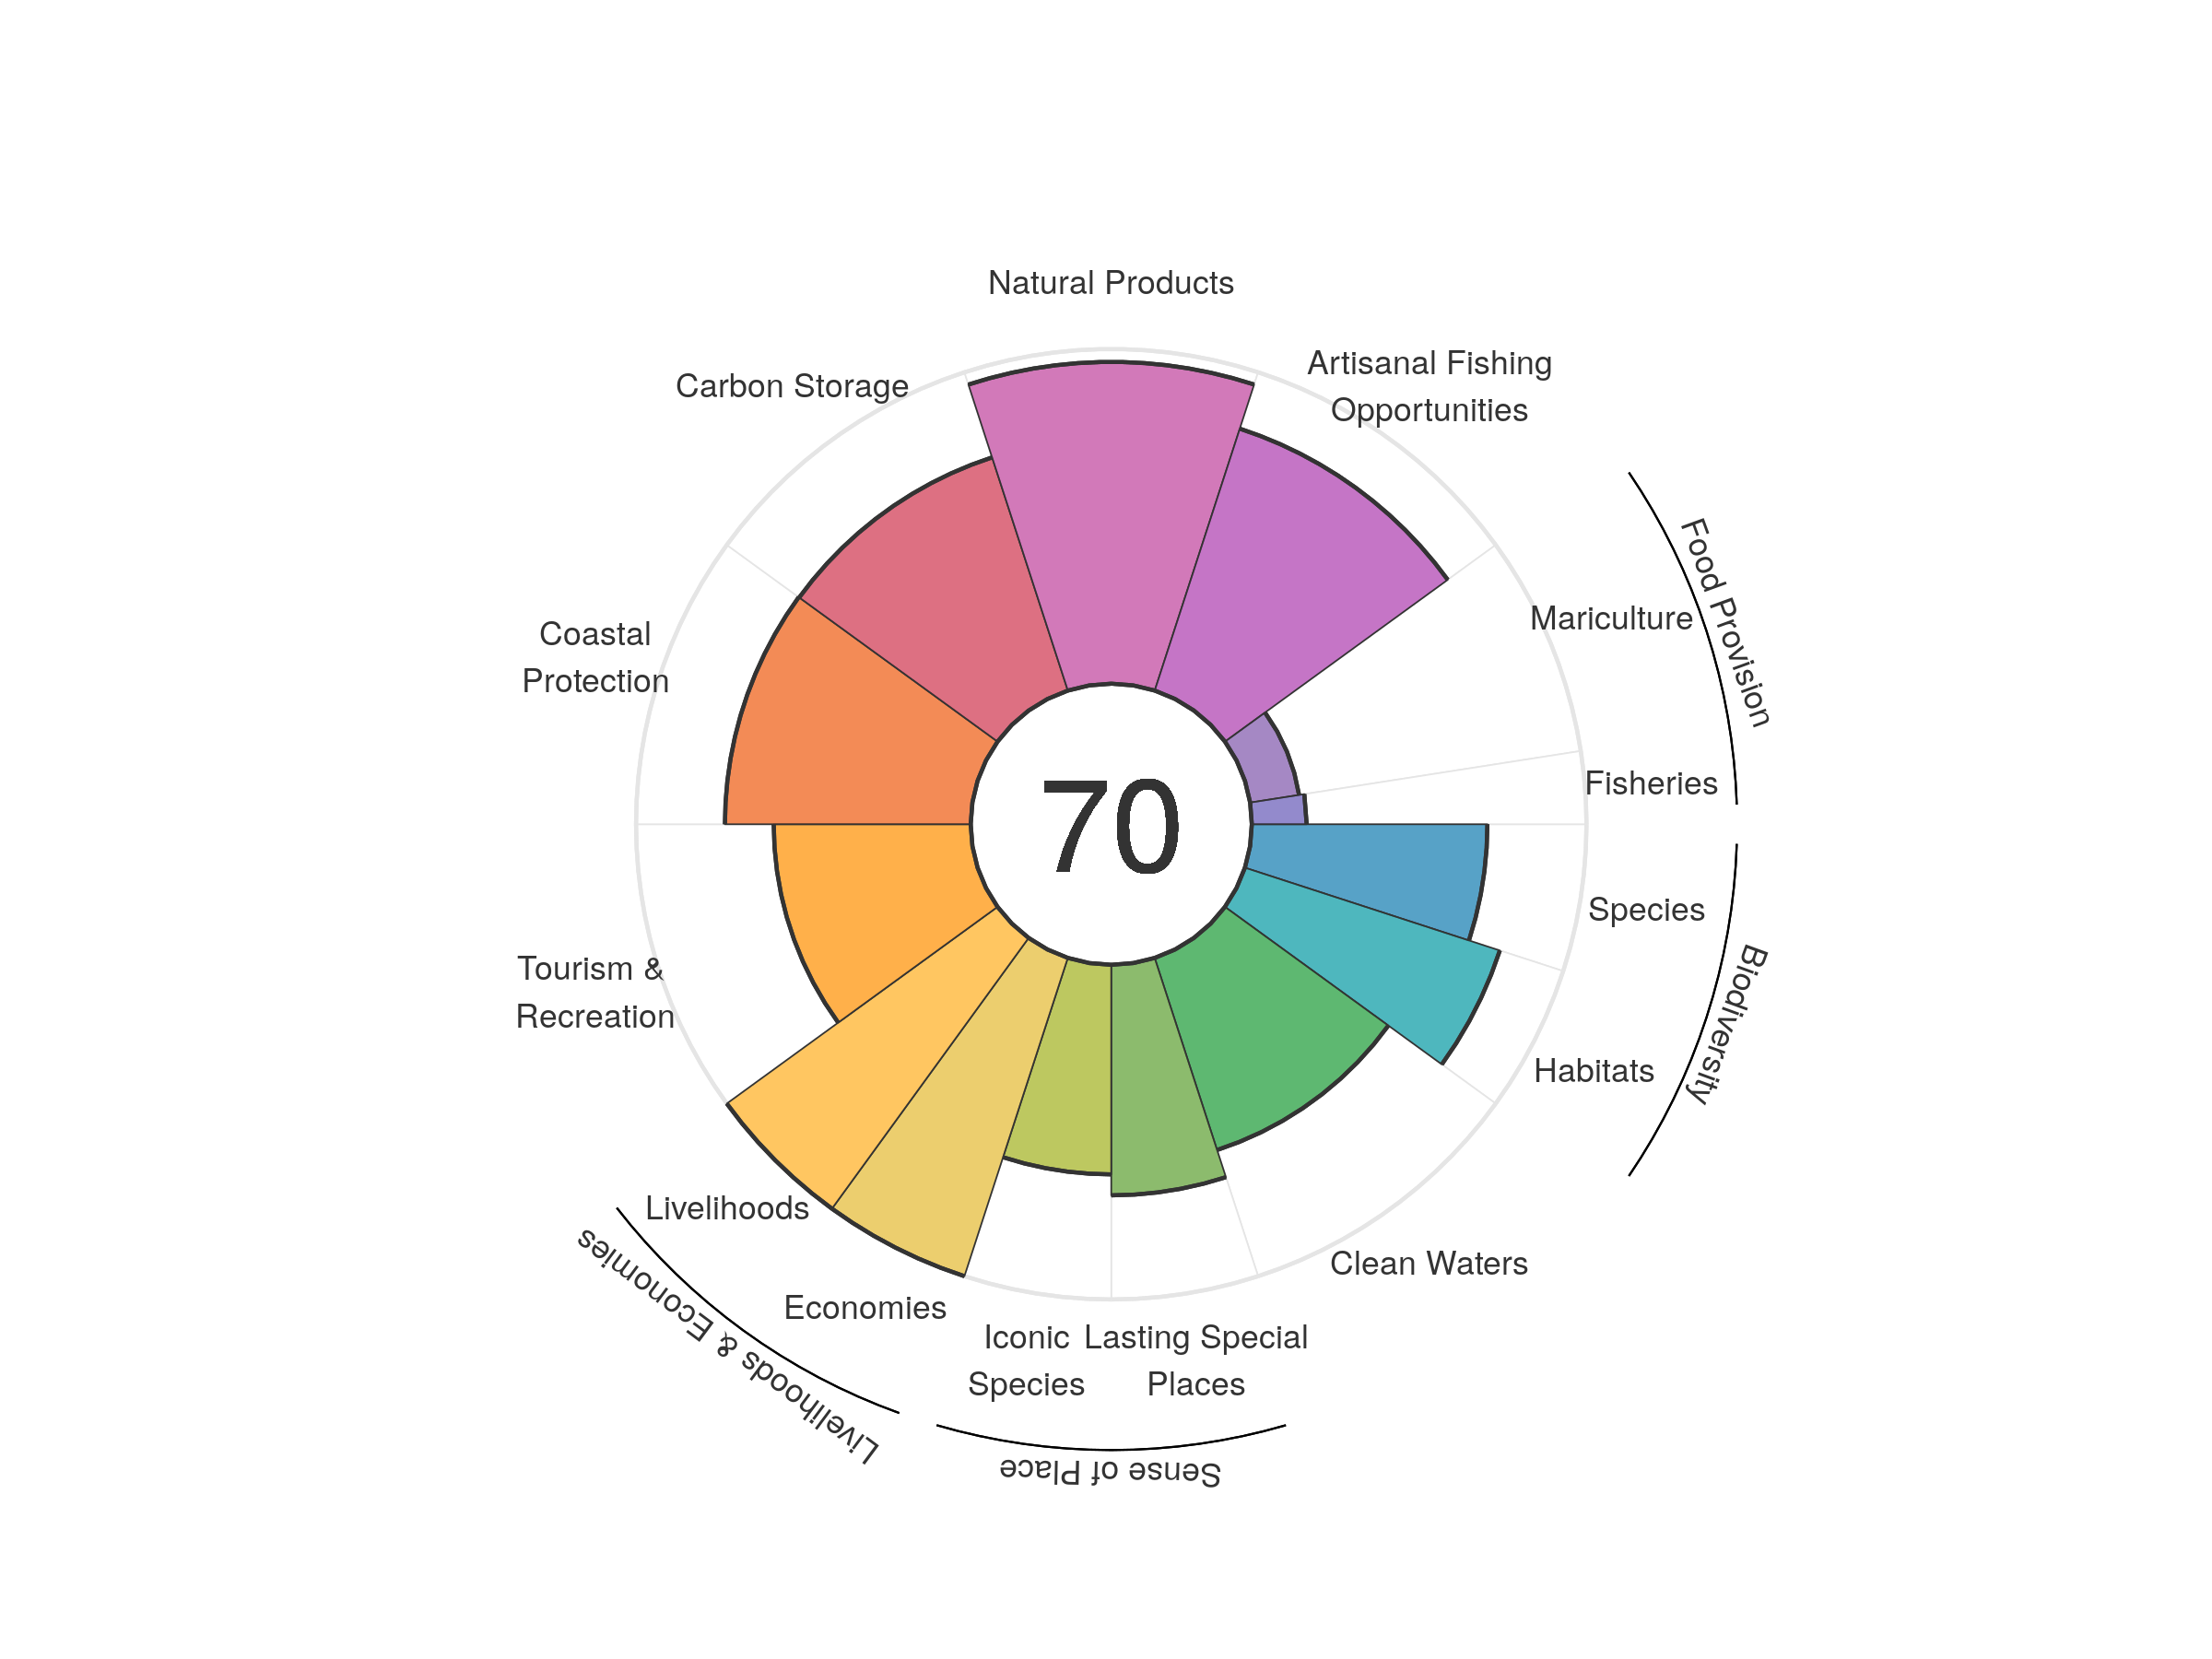 Natural Products
Artisanal Fishing
Opportunities
Carbon Storage
Food Provision
Mariculture
Coastal
Protection
Fisheries
70
Species
Biodiversity
Tourism &
Recreation
Habitats
Livelihoods
Clean Waters
Economies
Livelihoods & Economies
Iconic
Species
Lasting Special
Places
Sense of Place